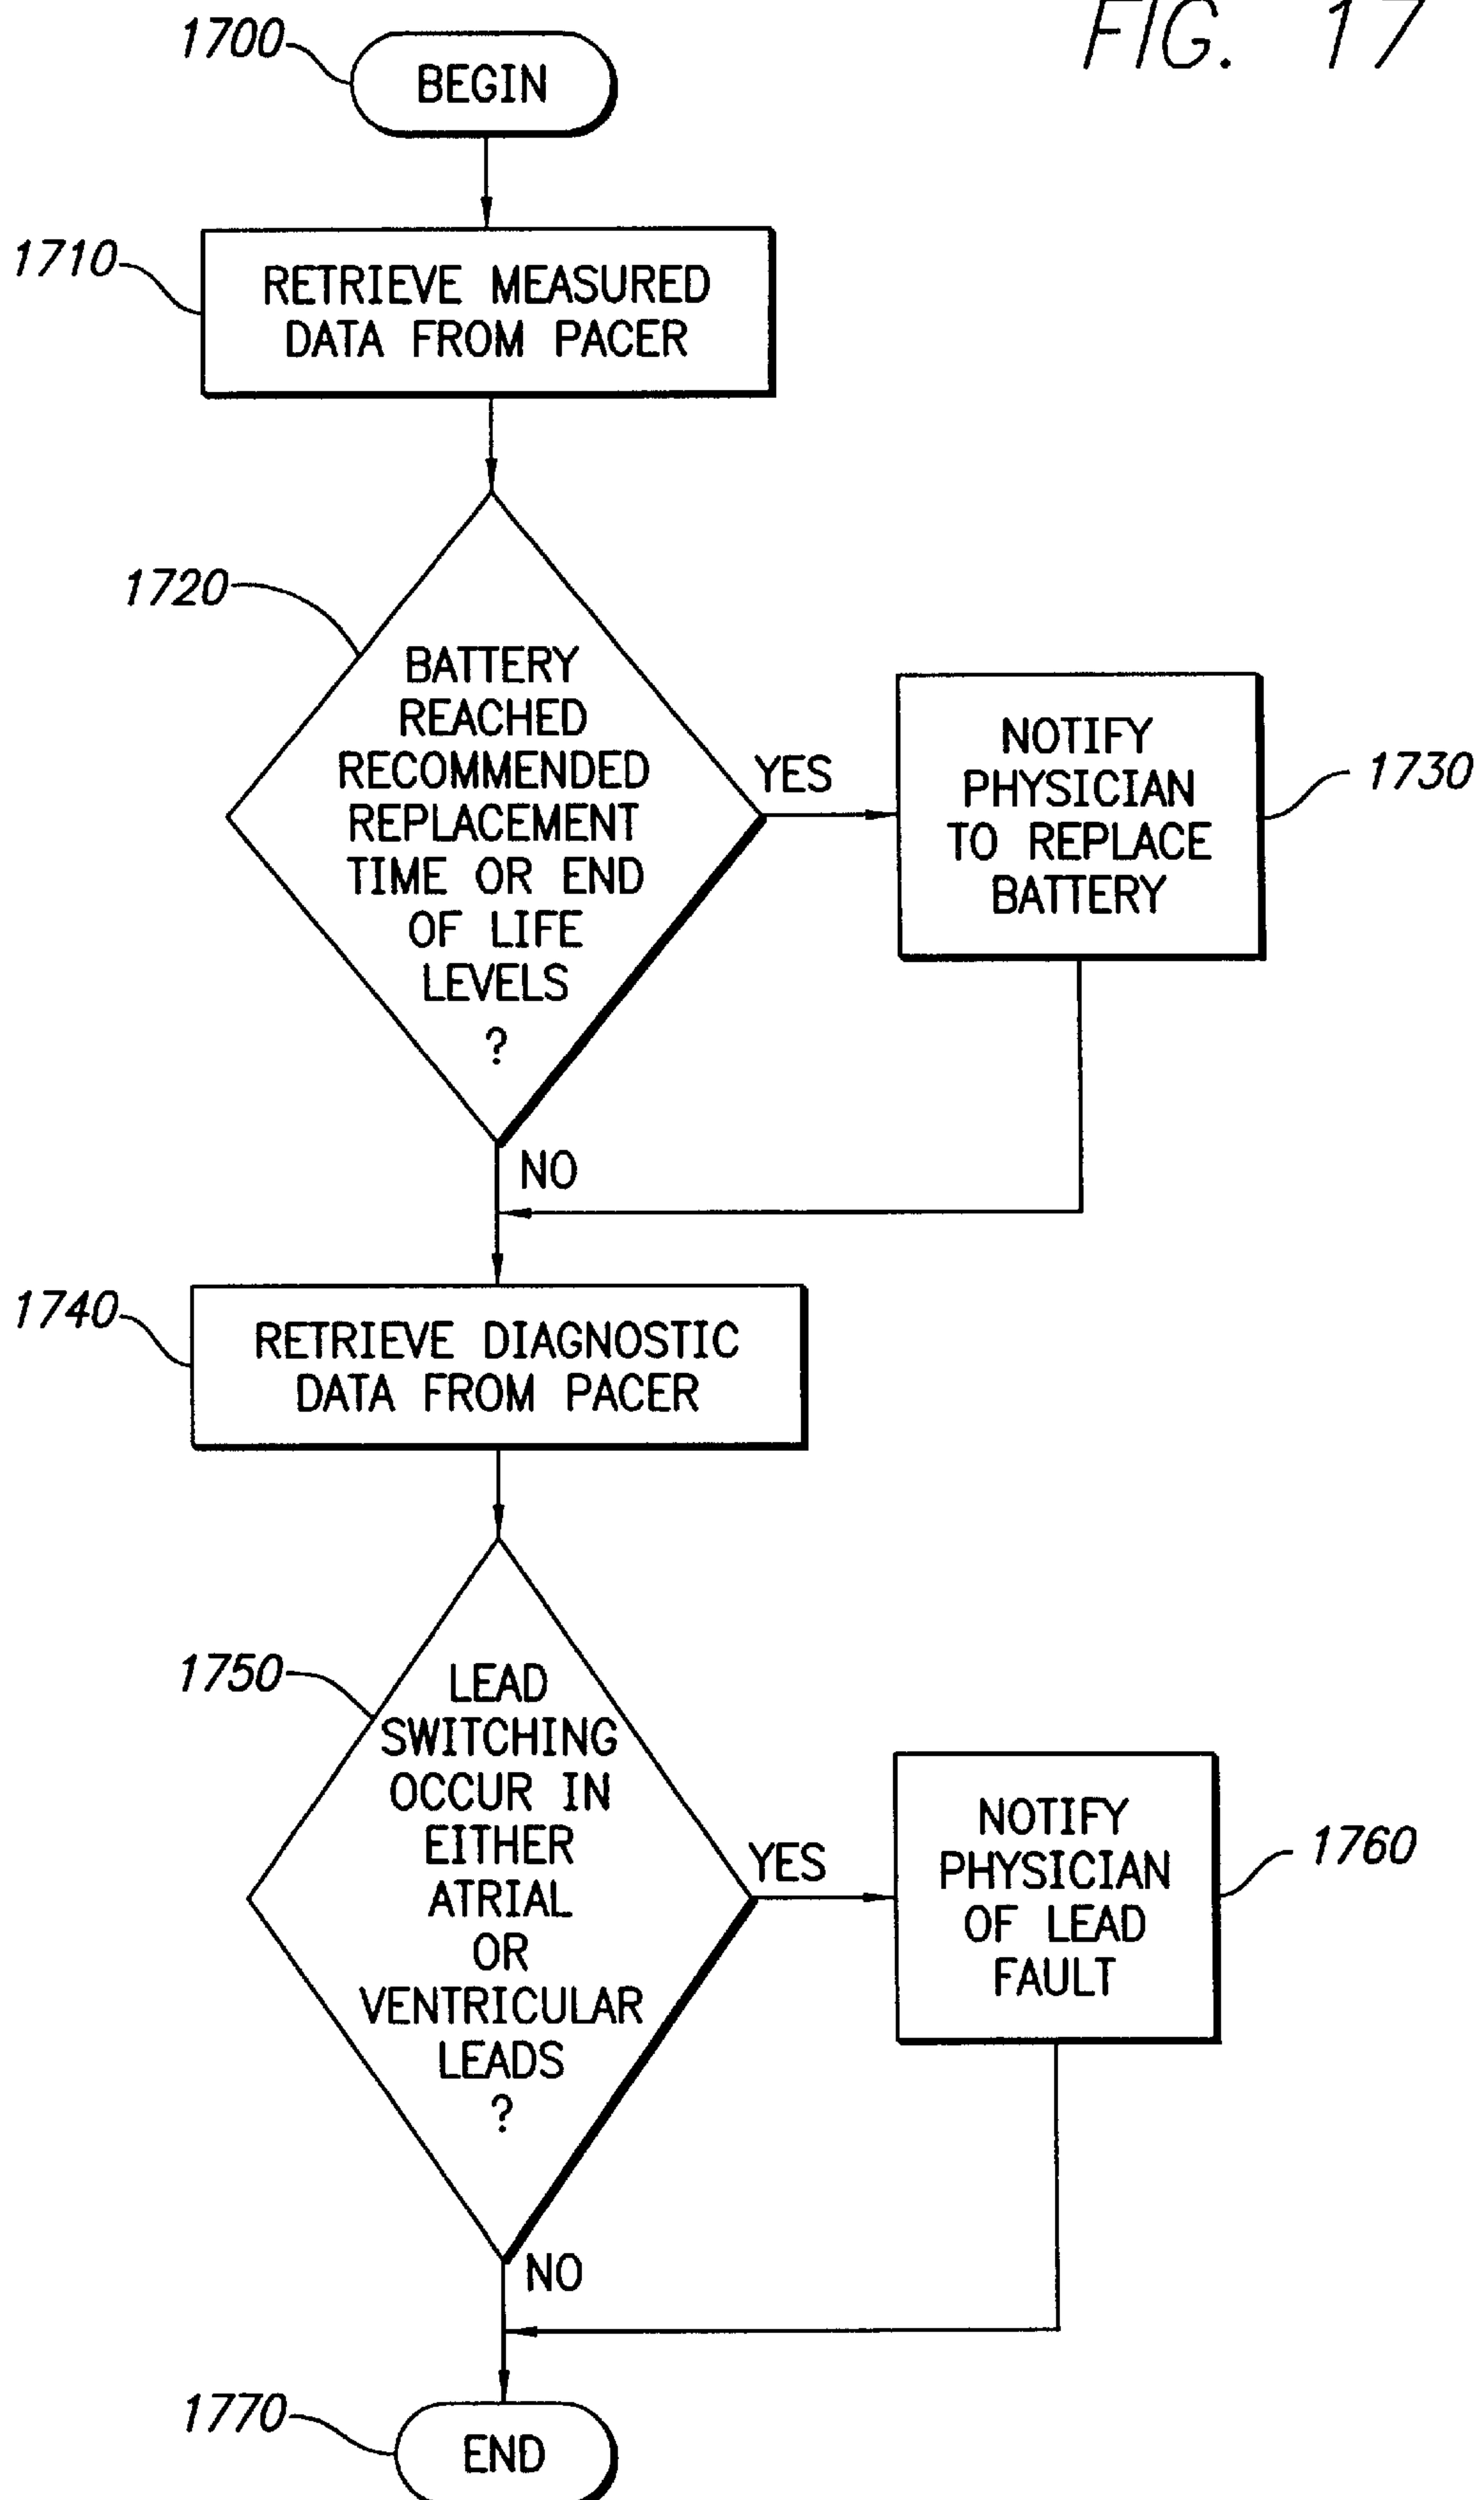 FIG. 17
1700
BEGIN
1710
RETRIEVE MEASURED
DATA FROM PACER
1720
BATTERY
REACHED
RECOMMENDED
REPLACEMENT
TIME OR END
OF LIFE
LEVELS
?
YES
NOTIFY
PHYSICIAN
TO REPLACE
BATTERY
1730
NO
1740
RETRIEVE DIAGNOSTIC
DATA FROM PACER
1750
LEAD
SWITCHING
OCCUR IN
EITHER
ATRIAL
OR
VENTRICULAR
LEADS
?
YES
NOTIFY
PHYSICIAN
OF LEAD
FAULT
1760
NO
1770
END